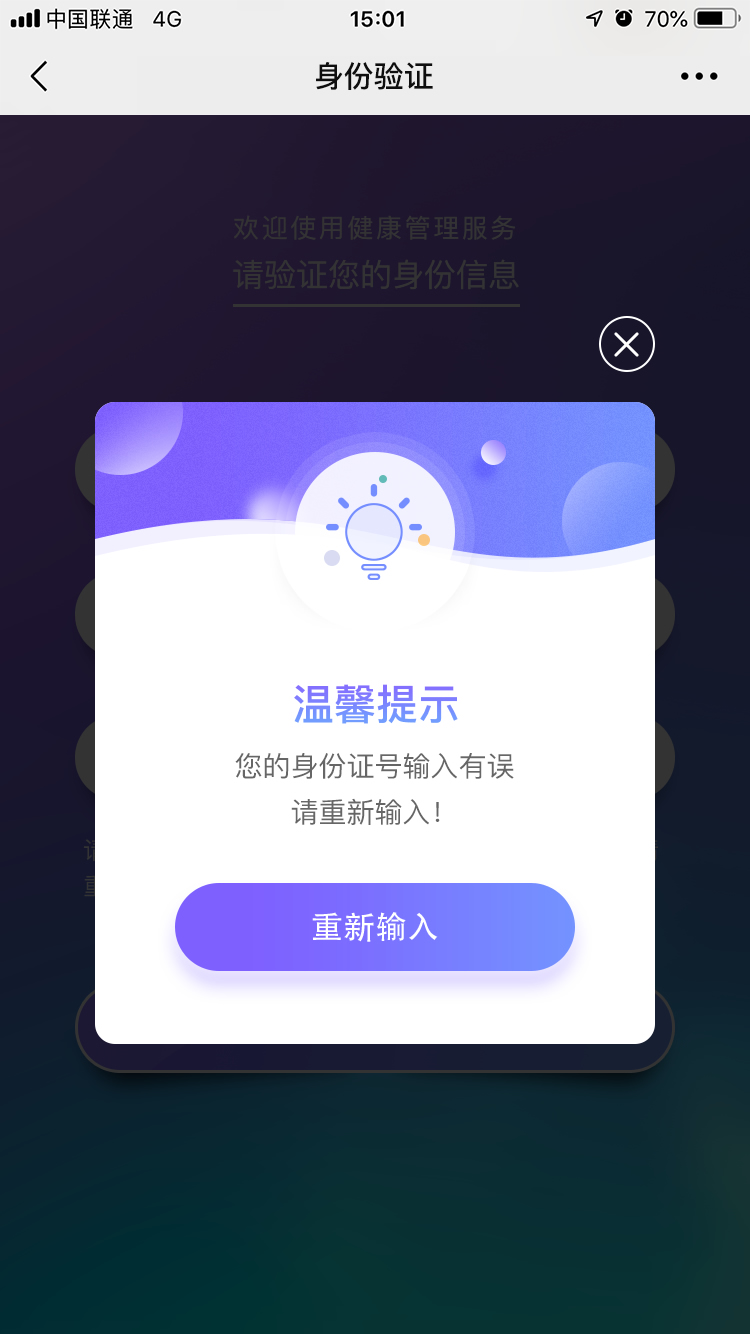 中国联通 4G 15:01 70%
身份验证
欢迎使用健康管理服务
请验证您的身份信息
温馨提示
您的身份证号输入有误
请重新输入！
重新输入